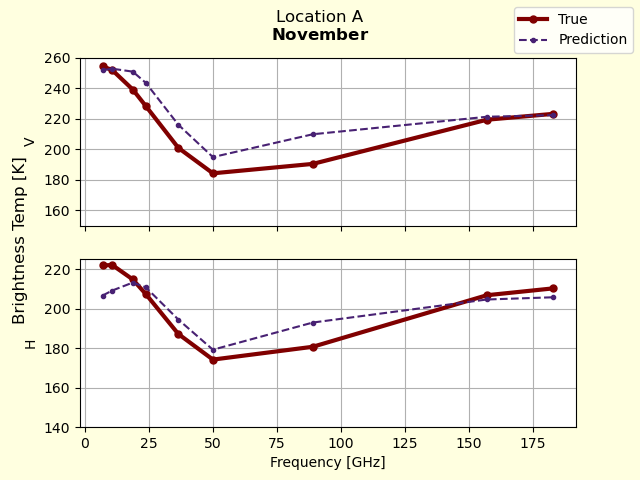 Location A
November
True
Prediction
260
240
220
200
180
160
V
Brightness Temp [K]
220
200
180
160
140
H
0 25 50 75 100 125 150 175
Frequency [GHz]